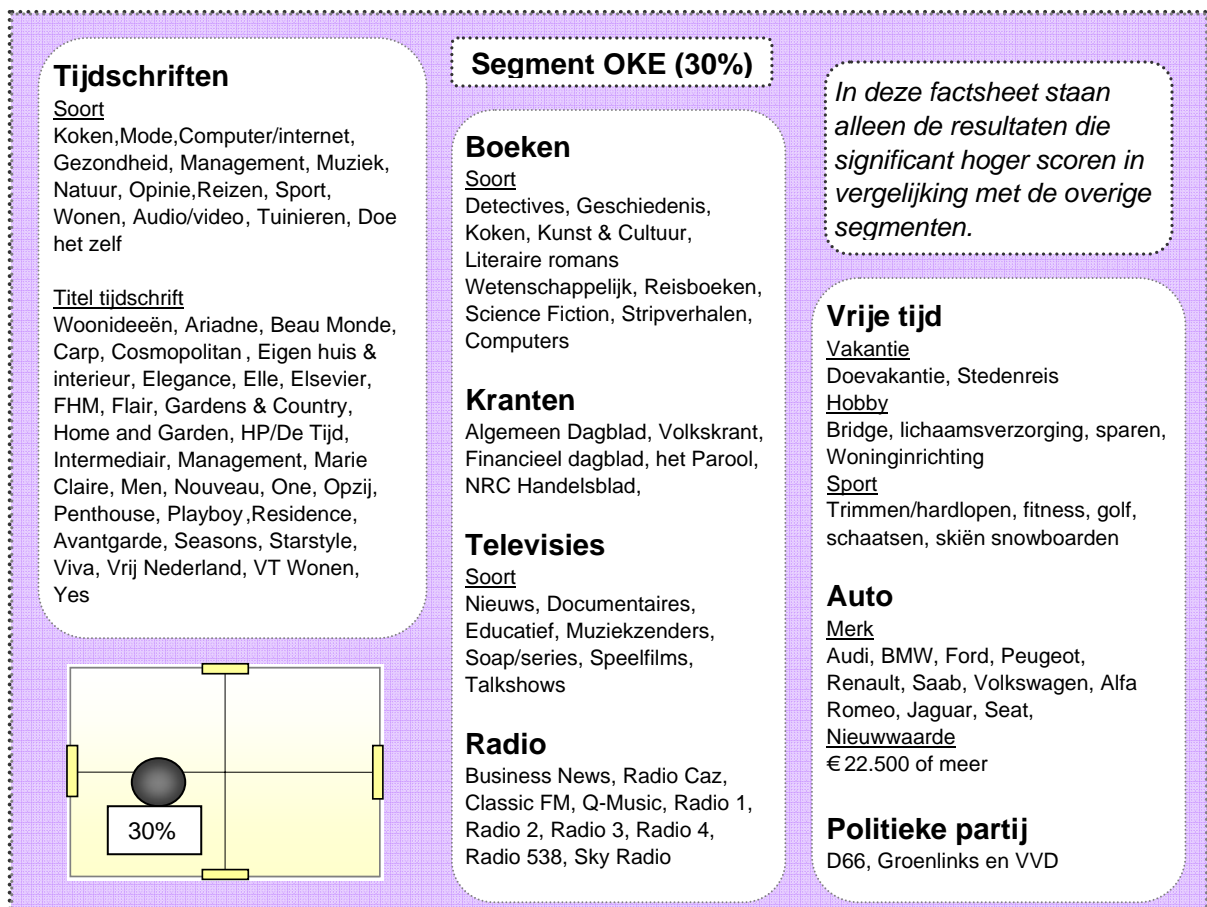 Tijdschriften
Soort
Koken,Mode,Computer/internet,
Gezondheid, Management, Muziek,
Natuur, Opinie,Reizen, Sport,
Wonen, Audio/video, Tuinieren, Doe
het zelf
Titel tijdschrift
Woonideeën, Ariadne, Beau Monde,
Carp, Cosmopolitan , Eigen huis &
interieur, Elegance, Elle, Elsevier,
FHM, Flair, Gardens & Country,
Home and Garden, HP/De Tijd,
Intermediair, Management, Marie
Claire, Men, Nouveau, One, Opzij,
Penthouse, Playboy ,Residence,
Avantgarde, Seasons, Starstyle,
Viva, Vrij Nederland, VT Wonen,
Yes
30%
Segment OKE (30%)
Boeken
Soort
Detectives, Geschiedenis,
Koken, Kunst & Cultuur,
Literaire romans
Wetenschappelijk, Reisboeken,
Science Fiction, Stripverhalen,
Computers
Kranten
Algemeen Dagblad, Volkskrant,
Financieel dagblad, het Parool,
NRC Handelsblad,
Televisies
Soort
Nieuws, Documentaires,
Educatief, Muziekzenders,
Soap/series, Speelfilms,
Talkshows
Radio
Business News, Radio Caz,
Classic FM, Q-Music, Radio 1,
Radio 2, Radio 3, Radio 4,
Radio 538, Sky Radio
In deze factsheet staan
alleen de resultaten die
significant hoger scoren in
vergelijking met de overige
segmenten.
Vrije tijd
Vakantie
Doevakantie, Stedenreis
Hobby
Bridge, lichaamsverzorging, sparen,
Woninginrichting
Sport
Trimmen/hardlopen, fitness, golf,
schaatsen, skiën snowboarden
Auto
Merk
Audi, BMW, Ford, Peugeot,
Renault, Saab, Volkswagen, Alfa
Romeo, Jaguar, Seat,
Nieuwwaarde
€ 22.500 of meer
Politieke partij
D66, Groenlinks en VVD